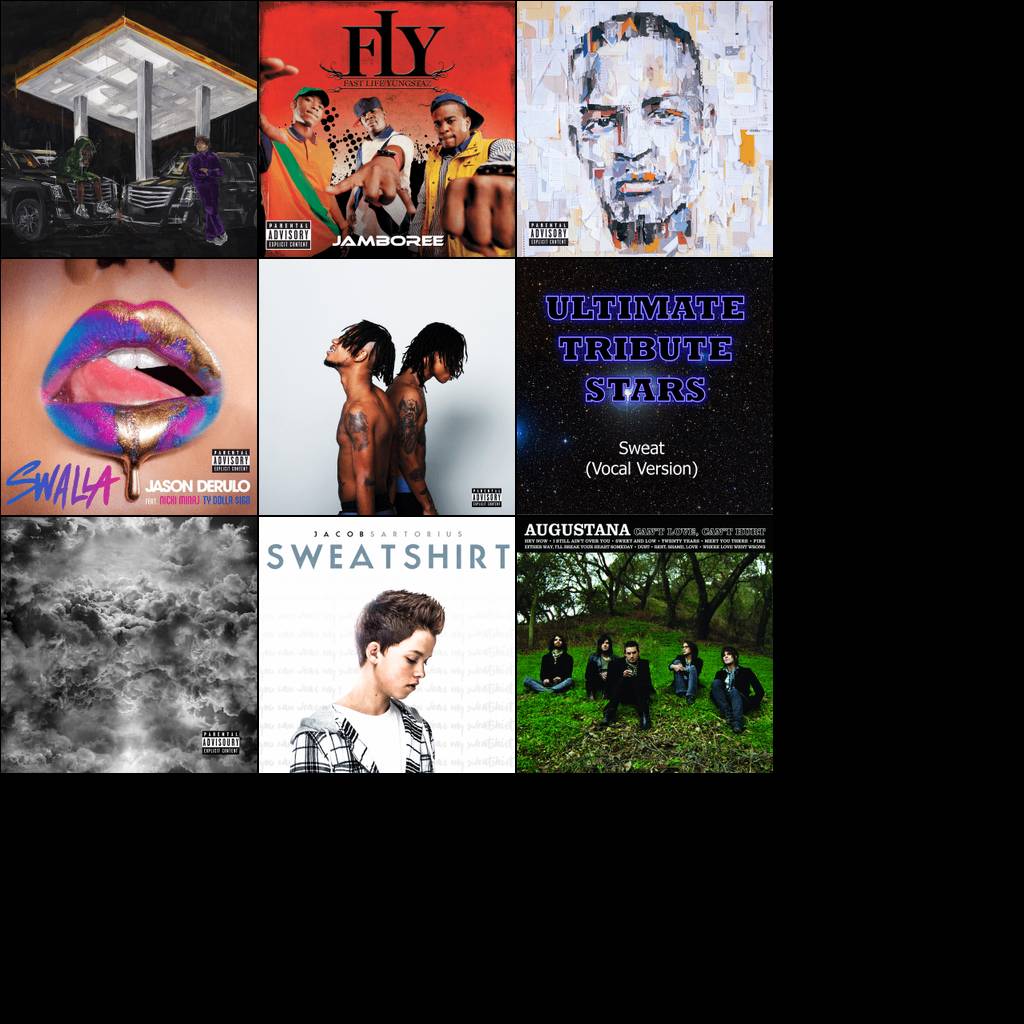 FLY
FAST LIFE YUNGSTAZ
PARENTAL
ADVISORY
EXPLICIT CONTENT
JAMBOREE
PARENTAL
ADVISORY
EXPLICIT CONTENT
SWALLA
PARENTAL
ADVISORY
EXPLICIT CONTENT
JASON DERULO
FEAT. NICKI MINAJ TY DOLLA $IGN
PARENTAL
ADVISORY
EXPLICIT CONTENT
ULTIMATE
TRIBUTE
STARS
Sweat
(Vocal Version)
PARENTAL
ADVISOURY
EXPLICIT CONTENT
JACOBSARTORIUS
SWEATSHIRT
AUGUSTANA CAN'T LOVE, CAN'T HURT
HEY NOW • I STILL AIN'T OVER YOU • SWEET AND LOW • TWENTY YEARS • MEET YOU THERE • FIRE
EITHER WAY, I'LL BREAK YOUR HEART SOMEDAY • DUST • REST, SHAME, LOVE • WHERE LOVE WENT WRONG